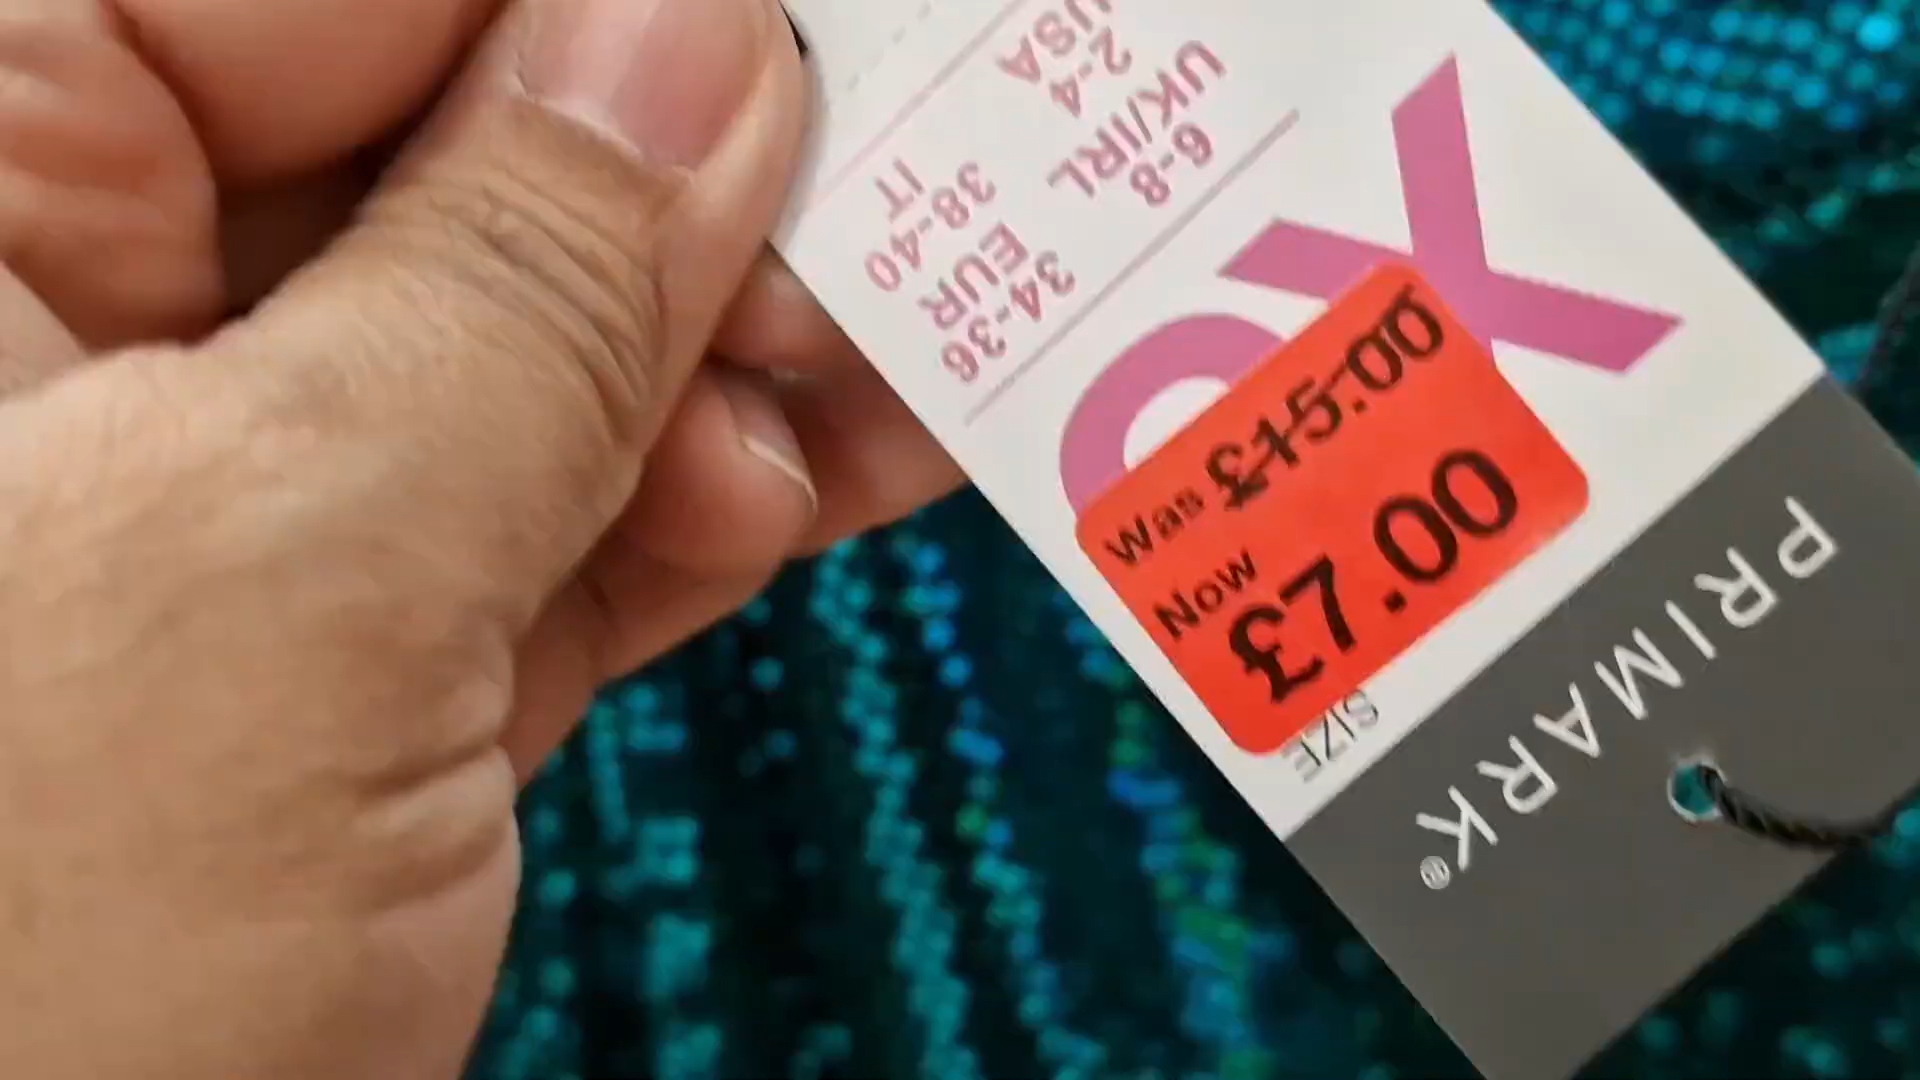 PRIMARK®
SIZE
XS
Was £15.00
Now
£7.00
6-8 34-36
UK/IRL EUR
2-4 38-40
USA IT